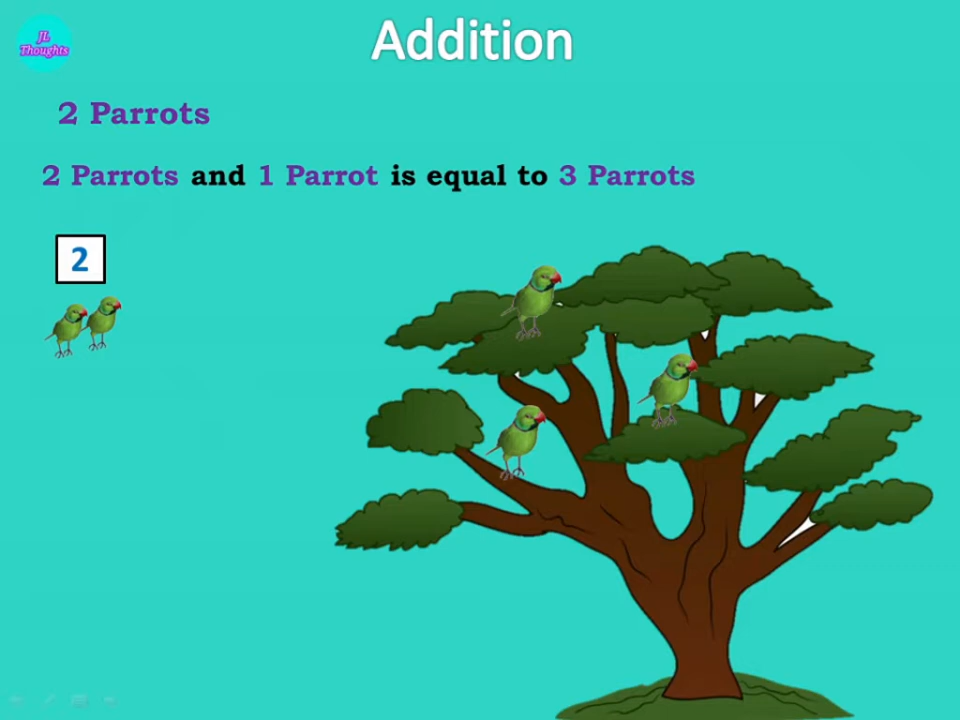 JL
Thoughts
Addition
2 Parrots
2 Parrots and 1 Parrot is equal to 3 Parrots
2